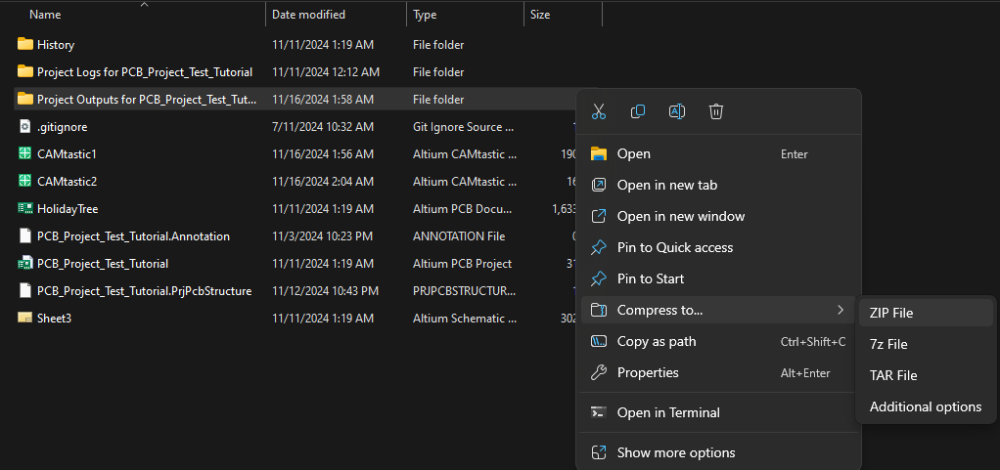 Name Date modified Type Size
History 11/11/2024 1:19 AM File folder
Project Logs for PCB_Project_Test_Tutorial 11/11/2024 12:12 AM File folder
Project Outputs for PCB_Project_Test_Tut... 11/16/2024 1:58 AM File folder
.gitignore 7/11/2024 10:32 AM Git Ignore Source ... 1
CAMtastic1 11/16/2024 1:56 AM Altium CAMtastic ... 190
CAMtastic2 11/16/2024 2:04 AM Altium CAMtastic ... 16
HolidayTree 11/11/2024 1:19 AM Altium PCB Docu... 1,633
PCB_Project_Test_Tutorial.Annotation 11/3/2024 10:23 PM ANNOTATION File 0
PCB_Project_Test_Tutorial 11/11/2024 1:19 AM Altium PCB Project 31
PCB_Project_Test_Tutorial.PrjPcbStructure 11/12/2024 10:43 PM PRJPCBSTRUCTUR... 1
Sheet3 11/11/2024 1:19 AM Altium Schematic ... 302
Open Enter
Open in new tab
Open in new window
Pin to Quick access
Pin to Start
Compress to...
Copy as path Ctrl+Shift+C
Properties Alt+Enter
Open in Terminal
Show more options
ZIP File
7z File
TAR File
Additional options